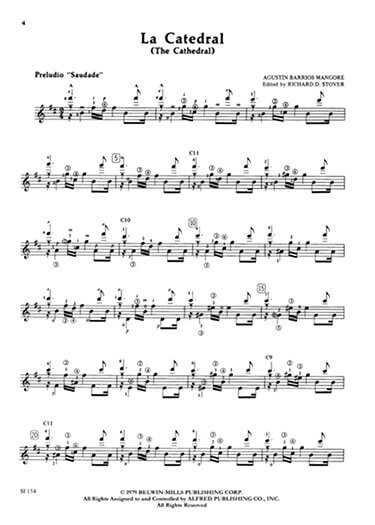 4
La Catedral
(The Cathedral)
Preludio "Saudade"
AGUSTÍN BARRIOS MANGORÉ
Edited by RICHARD D. STOVER
5
C11
C10
10
15
C9
C11
20
SI 154
© 1979 BELWIN-MILLS PUBLISHING CORP.
All Rights Assigned to and Controlled by ALFRED PUBLISHING CO., INC.
All Rights Reserved